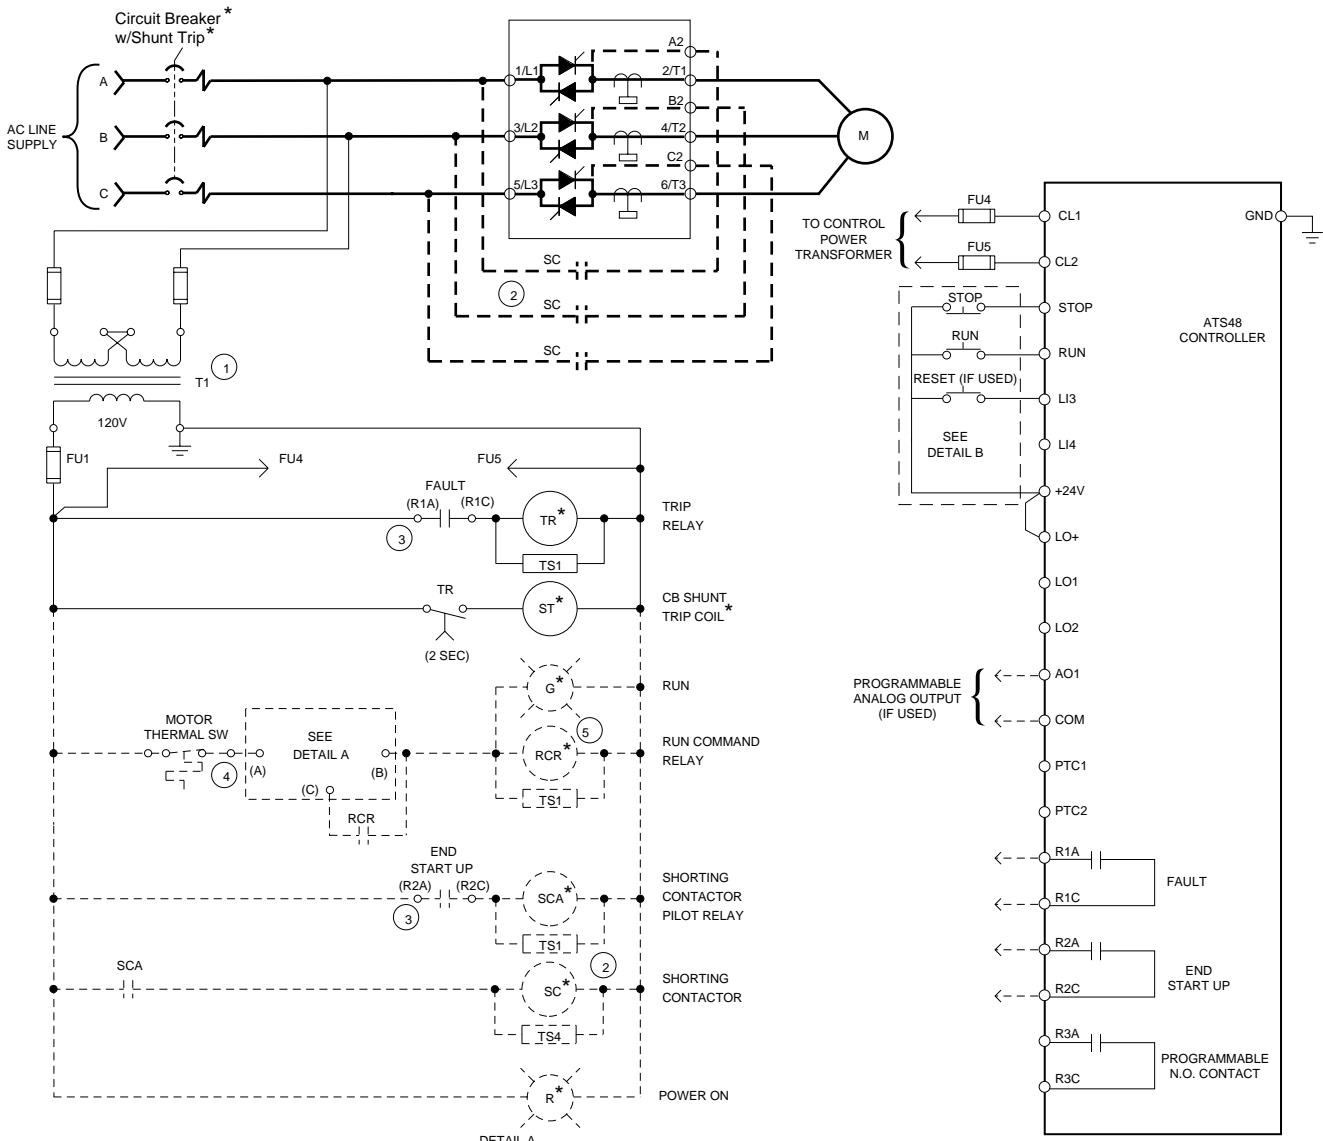 Circuit Breaker*
w/Shunt Trip*
AC LINE
SUPPLY
A
B
C
1/L1
3/L2
5/L3
A2
2/T1
B2
4/T2
C2
6/T3
M
SC
SC
SC
2
T1
1
120V
FU1
FU4
FU5
FAULT
(R1A)
(R1C)
3
TR*
TS1
TRIP
RELAY
TR
(2 SEC)
ST*
CB SHUNT
TRIP COIL*
G*
RUN
5
MOTOR
THERMAL SW
4
SEE
DETAIL A
(A)
(B)
(C)
RCR
RCR*
TS1
RUN COMMAND
RELAY
END
START UP
(R2A)
(R2C)
3
SCA*
TS1
SHORTING
CONTACTOR
PILOT RELAY
SCA
2
SC*
TS4
SHORTING
CONTACTOR
R*
POWER ON
DETAIL A
TO CONTROL
POWER
TRANSFORMER
FU4
FU5
CL1
CL2
GND
ATS48
CONTROLLER
STOP
STOP
RUN
RUN
RESET (IF USED)
LI3
SEE
DETAIL B
LI4
+24V
LO+
LO1
LO2
PROGRAMMABLE
ANALOG OUTPUT
(IF USED)
AO1
COM
PTC1
PTC2
R1A
FAULT
R1C
R2A
END
START UP
R2C
R3A
PROGRAMMABLE
N.O. CONTACT
R3C